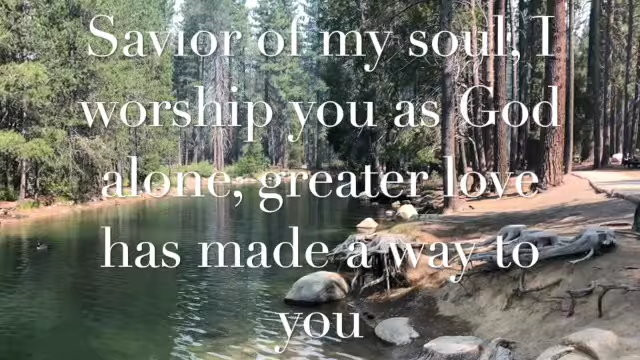 Savior of my soul, I
worship you as God
alone, greater love
has made a way to
you